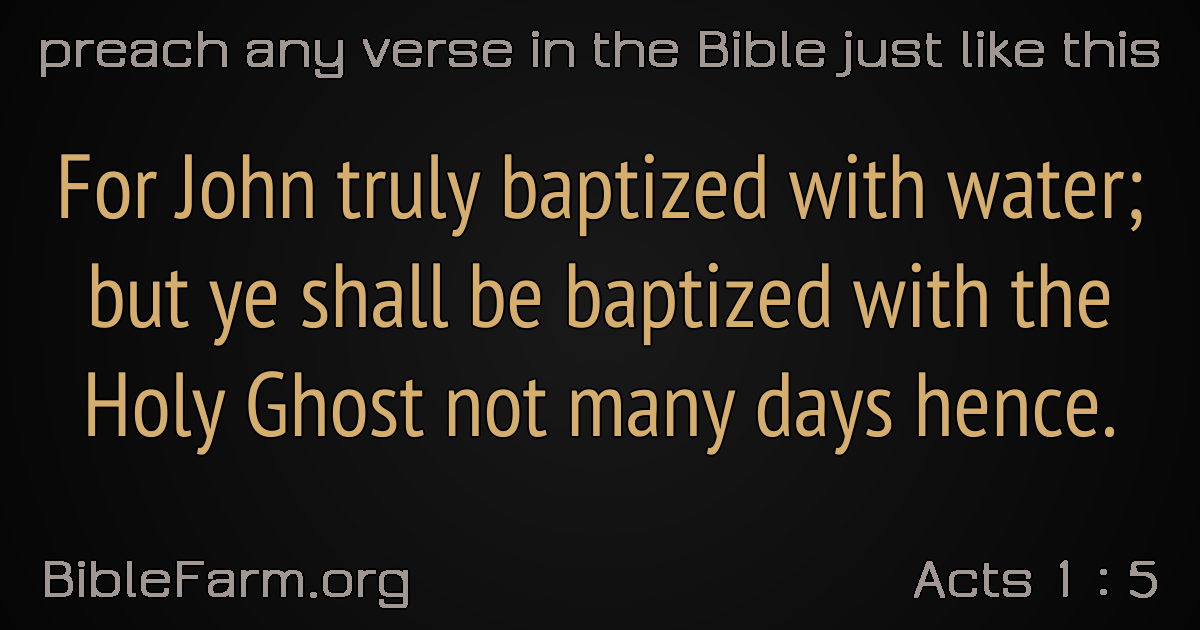 preach any verse in the Bible just like this
For John truly baptized with water;
but ye shall be baptized with the
Holy Ghost not many days hence.
BibleFarm.org
Acts 1 : 5